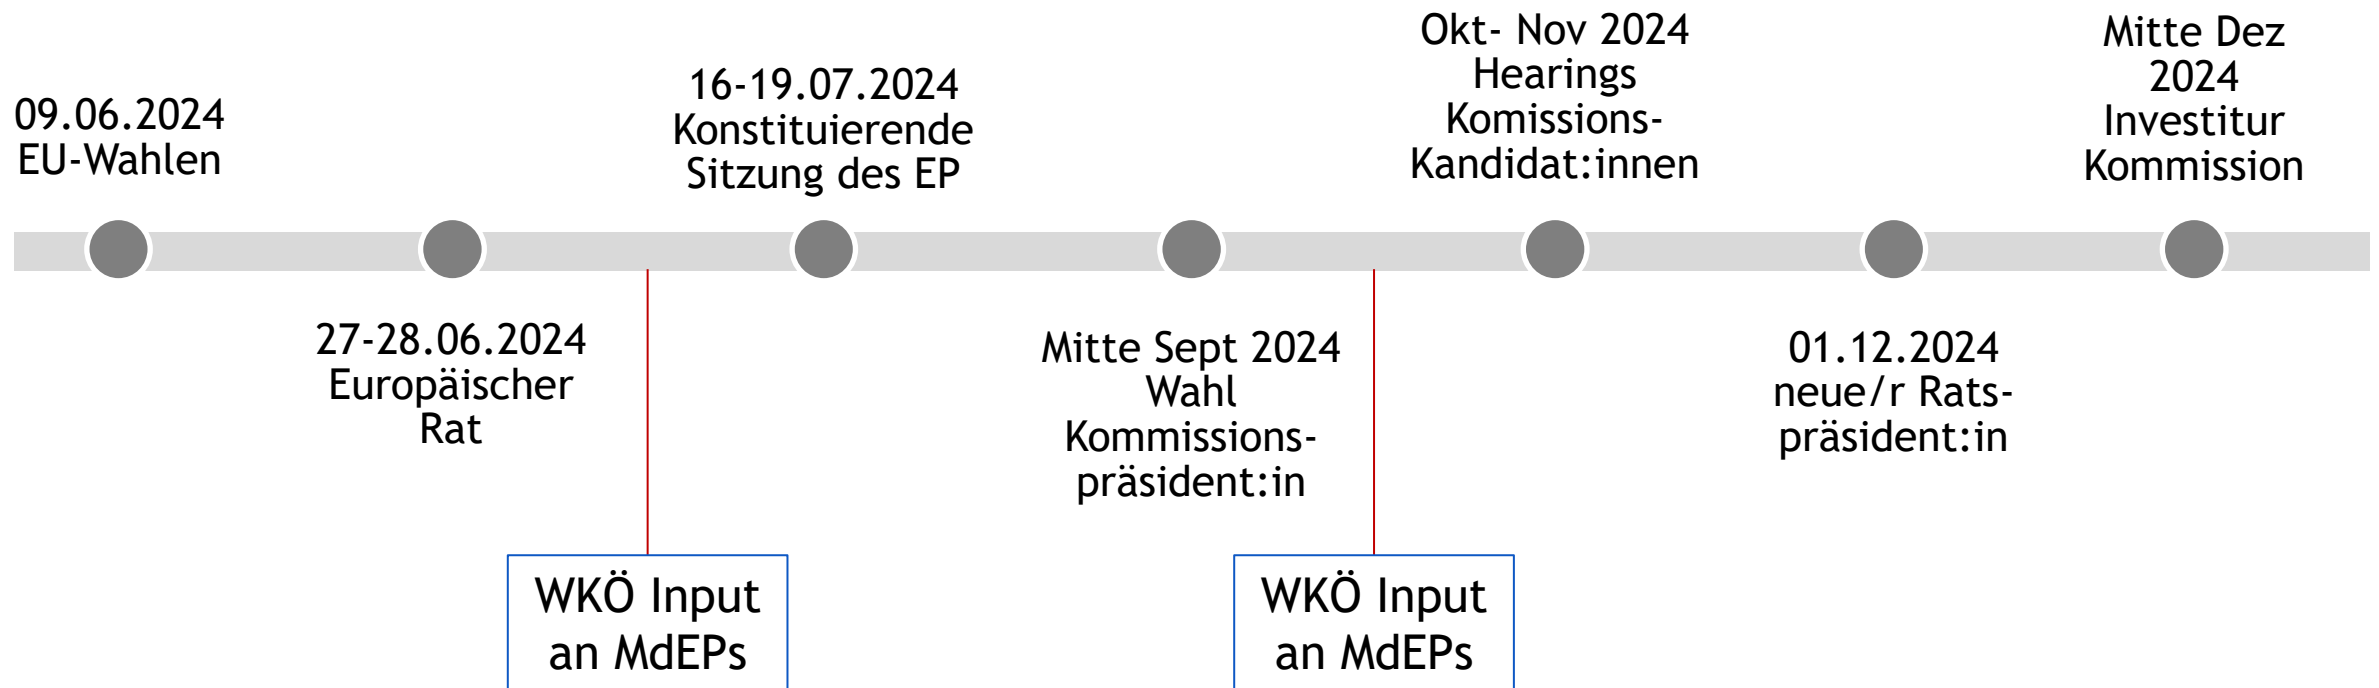 09.06.2024
EU-Wahlen
27-28.06.2024
Europäischer
Rat
WKÖ Input
an MdEPs
16-19.07.2024
Konstituierende
Sitzung des EP
Mitte Sept 2024
Wahl
Kommissions-
präsident:in
WKÖ Input
an MdEPs
Okt- Nov 2024
Hearings
Komissions-
Kandidat:innen
01.12.2024
neue/r Rats-
präsident:in
Mitte Dez
2024
Investitur
Kommission